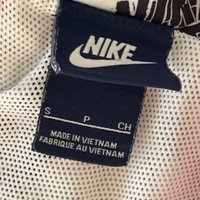 NIKE
S P CH
MADE IN VIETNAM
FABRIQUE AU VIETNAM